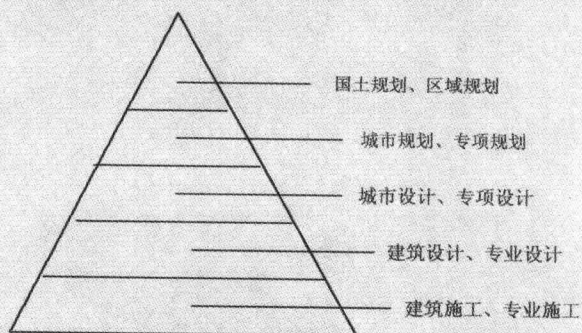 国土规划、区域规划
城市规划、专项规划
城市设计、专项设计
建筑设计、专业设计
建筑施工、专业施工